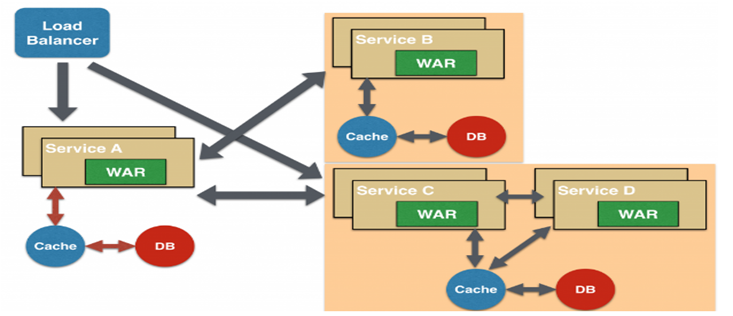 Load
Balancer
Service A
WAR
Cache
DB
Service B
WAR
Cache
DB
Service C
WAR
Service D
WAR
Cache
DB